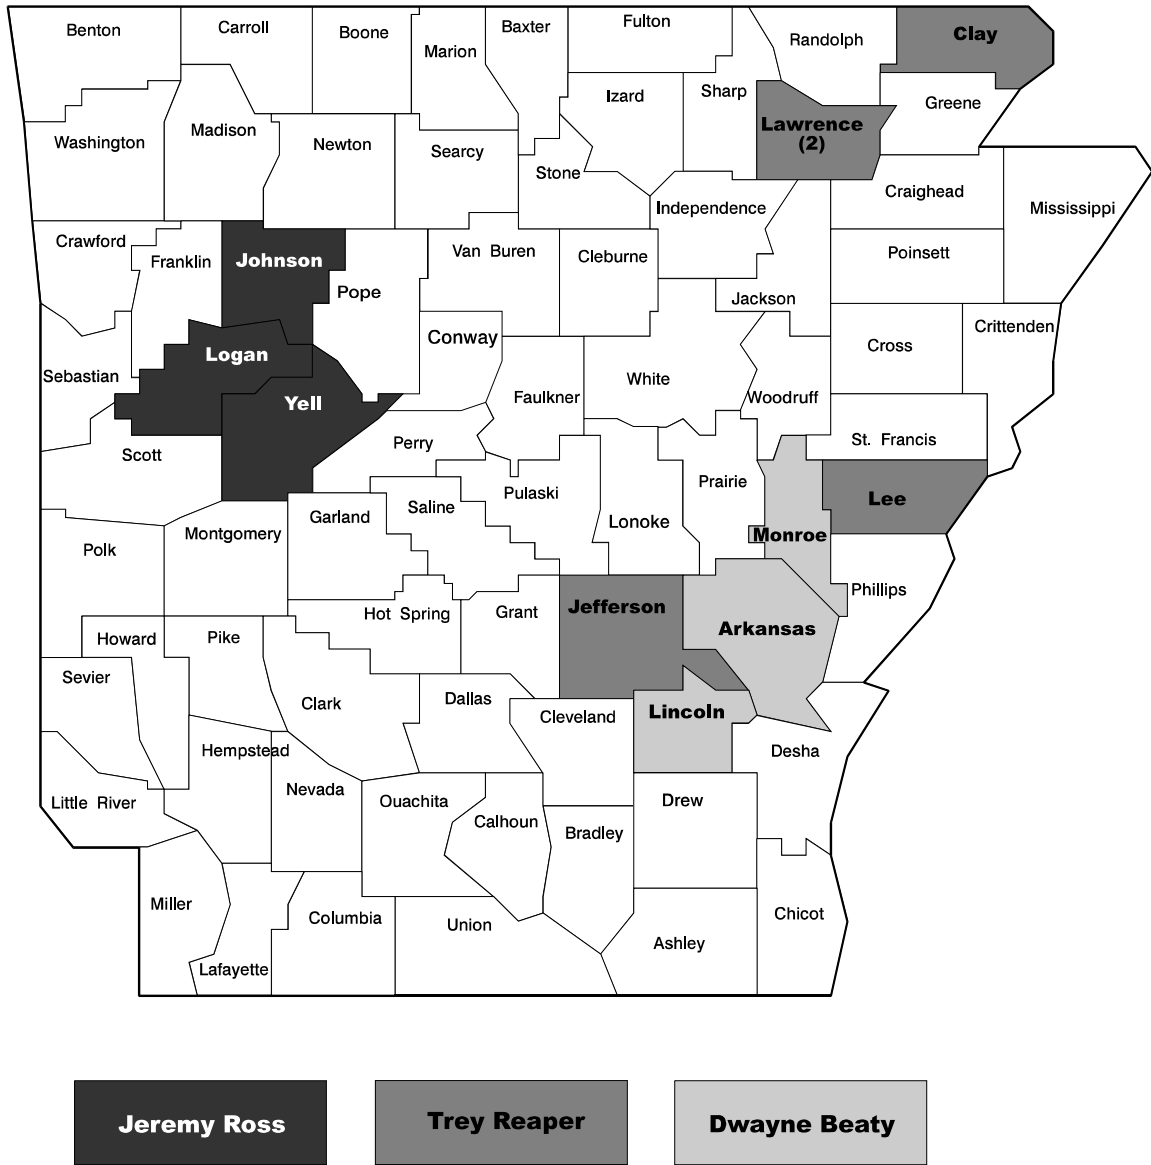 Benton
Carroll
Boone
Marion
Baxter
Fulton
Randolph
Clay
Izard
Sharp
Greene
Washington
Madison
Newton
Searcy
Stone
Lawrence
(2)
Independence
Craighead
Mississippi
Crawford
Franklin
Johnson
Pope
Van Buren
Cleburne
Jackson
Poinsett
Sebastian
Logan
Yell
Conway
Faulkner
White
Woodruff
Cross
Crittenden
Scott
Perry
Pulaski
Prairie
St. Francis
Lee
Polk
Montgomery
Garland
Saline
Lonoke
Monroe
Phillips
Howard
Pike
Hot Spring
Grant
Jefferson
Arkansas
Sevier
Clark
Dallas
Cleveland
Lincoln
Desha
Hempstead
Little River
Nevada
Ouachita
Calhoun
Bradley
Drew
Miller
Lafayette
Columbia
Union
Ashley
Chicot
Jeremy Ross
Trey Reaper
Dwayne Beaty